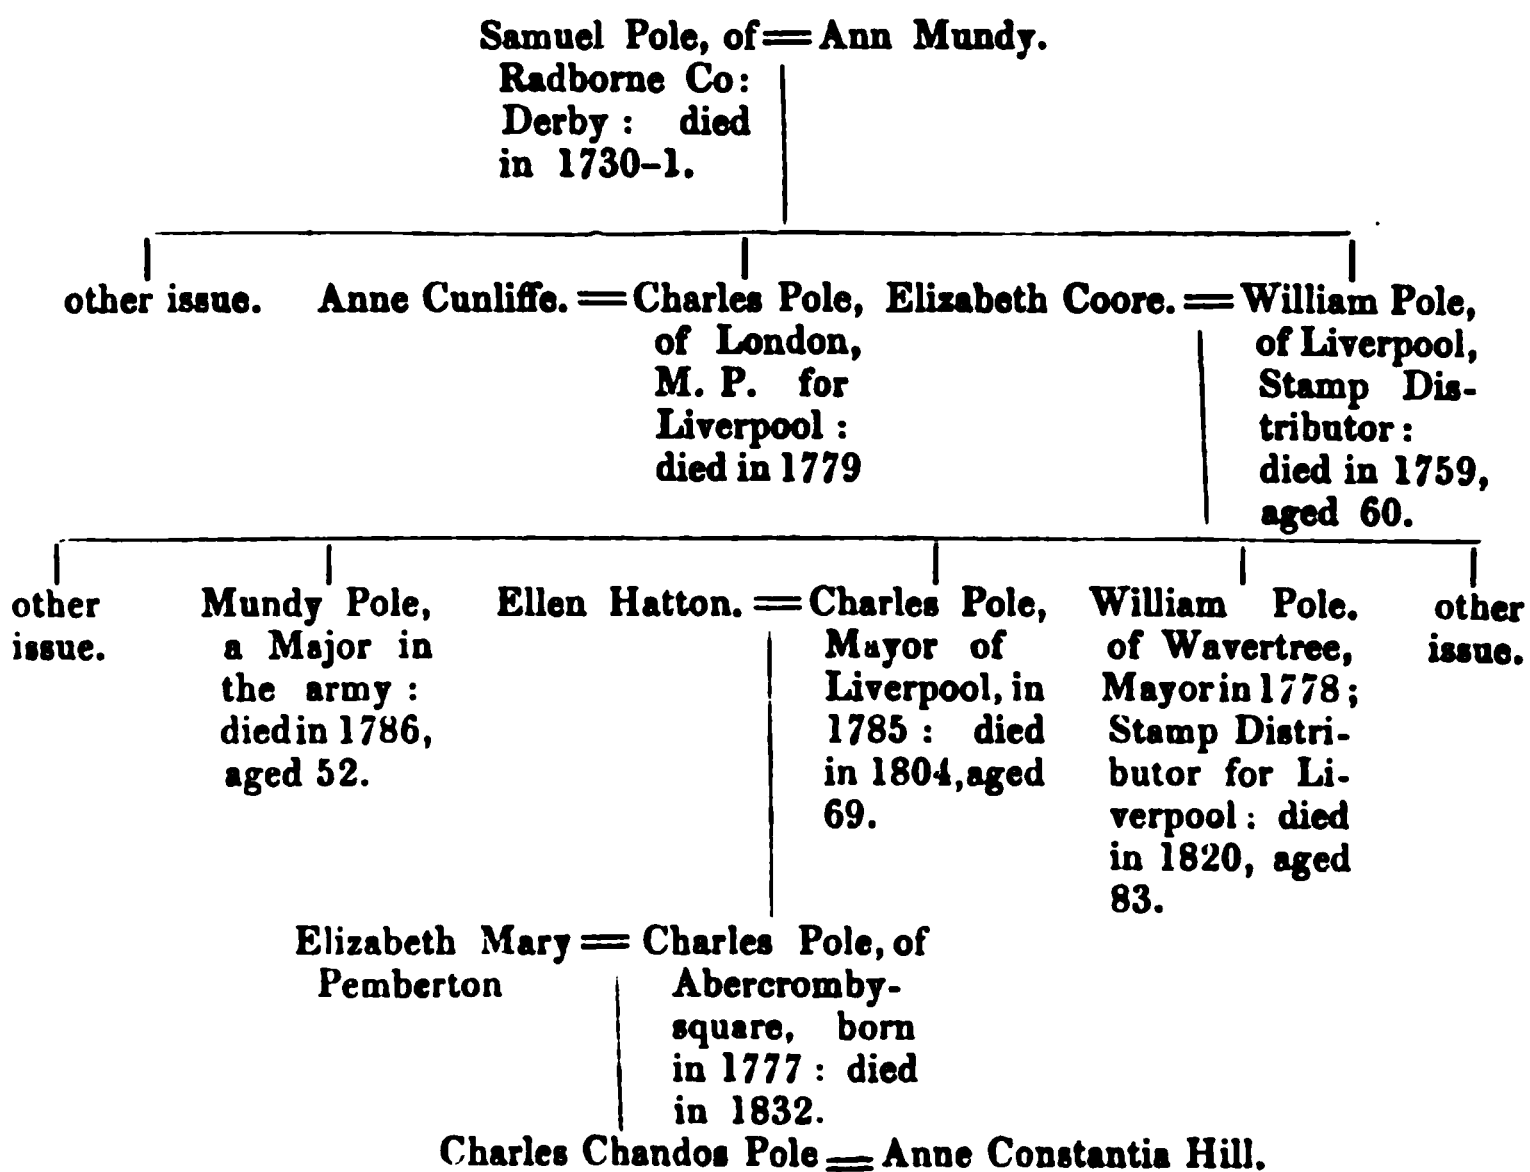 Samuel Pole, of = Ann Mundy.
Radborne Co:
Derby: died
in 1730-1.
other issue.
Anne Cunliffe. = Charles Pole,
of London,
M. P. for
Liverpool:
died in 1779
Elizabeth Coore. = William Pole,
of Liverpool,
Stamp Dis-
tributor:
died in 1759,
aged 60.
other
issue.
Mundy Pole,
a Major in
the army:
died in 1786,
aged 52.
Ellen Hatton. = Charles Pole,
Mayor of
Liverpool, in
1785: died
in 1804, aged
69.
William Pole.
of Wavertree,
Mayor in 1778;
Stamp Distri-
butor for Li-
verpool: died
in 1820, aged
83.
other
issue.
Elizabeth Mary = Charles Pole, of
Pemberton
Abercromby-
square, born
in 1777: died
in 1832.
Charles Chandos Pole = Anne Constantia Hill.